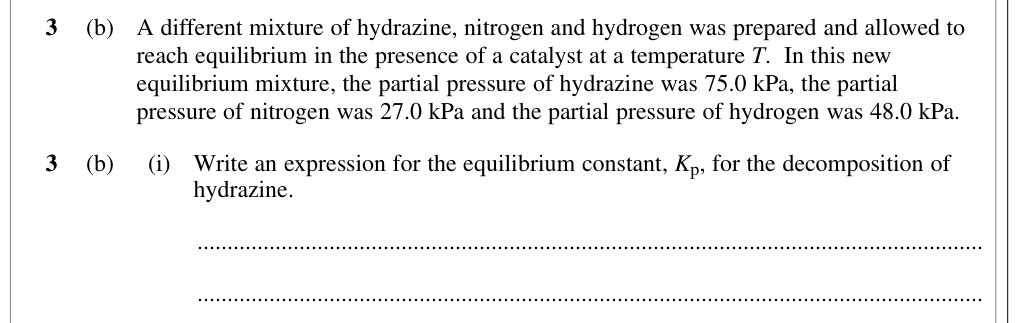 3 (b) A different mixture of hydrazine, nitrogen and hydrogen was prepared and allowed to
reach equilibrium in the presence of a catalyst at a temperature T. In this new
equilibrium mixture, the partial pressure of hydrazine was 75.0 kPa, the partial
pressure of nitrogen was 27.0 kPa and the partial pressure of hydrogen was 48.0 kPa.
3 (b) (i) Write an expression for the equilibrium constant, Kp, for the decomposition of
hydrazine.